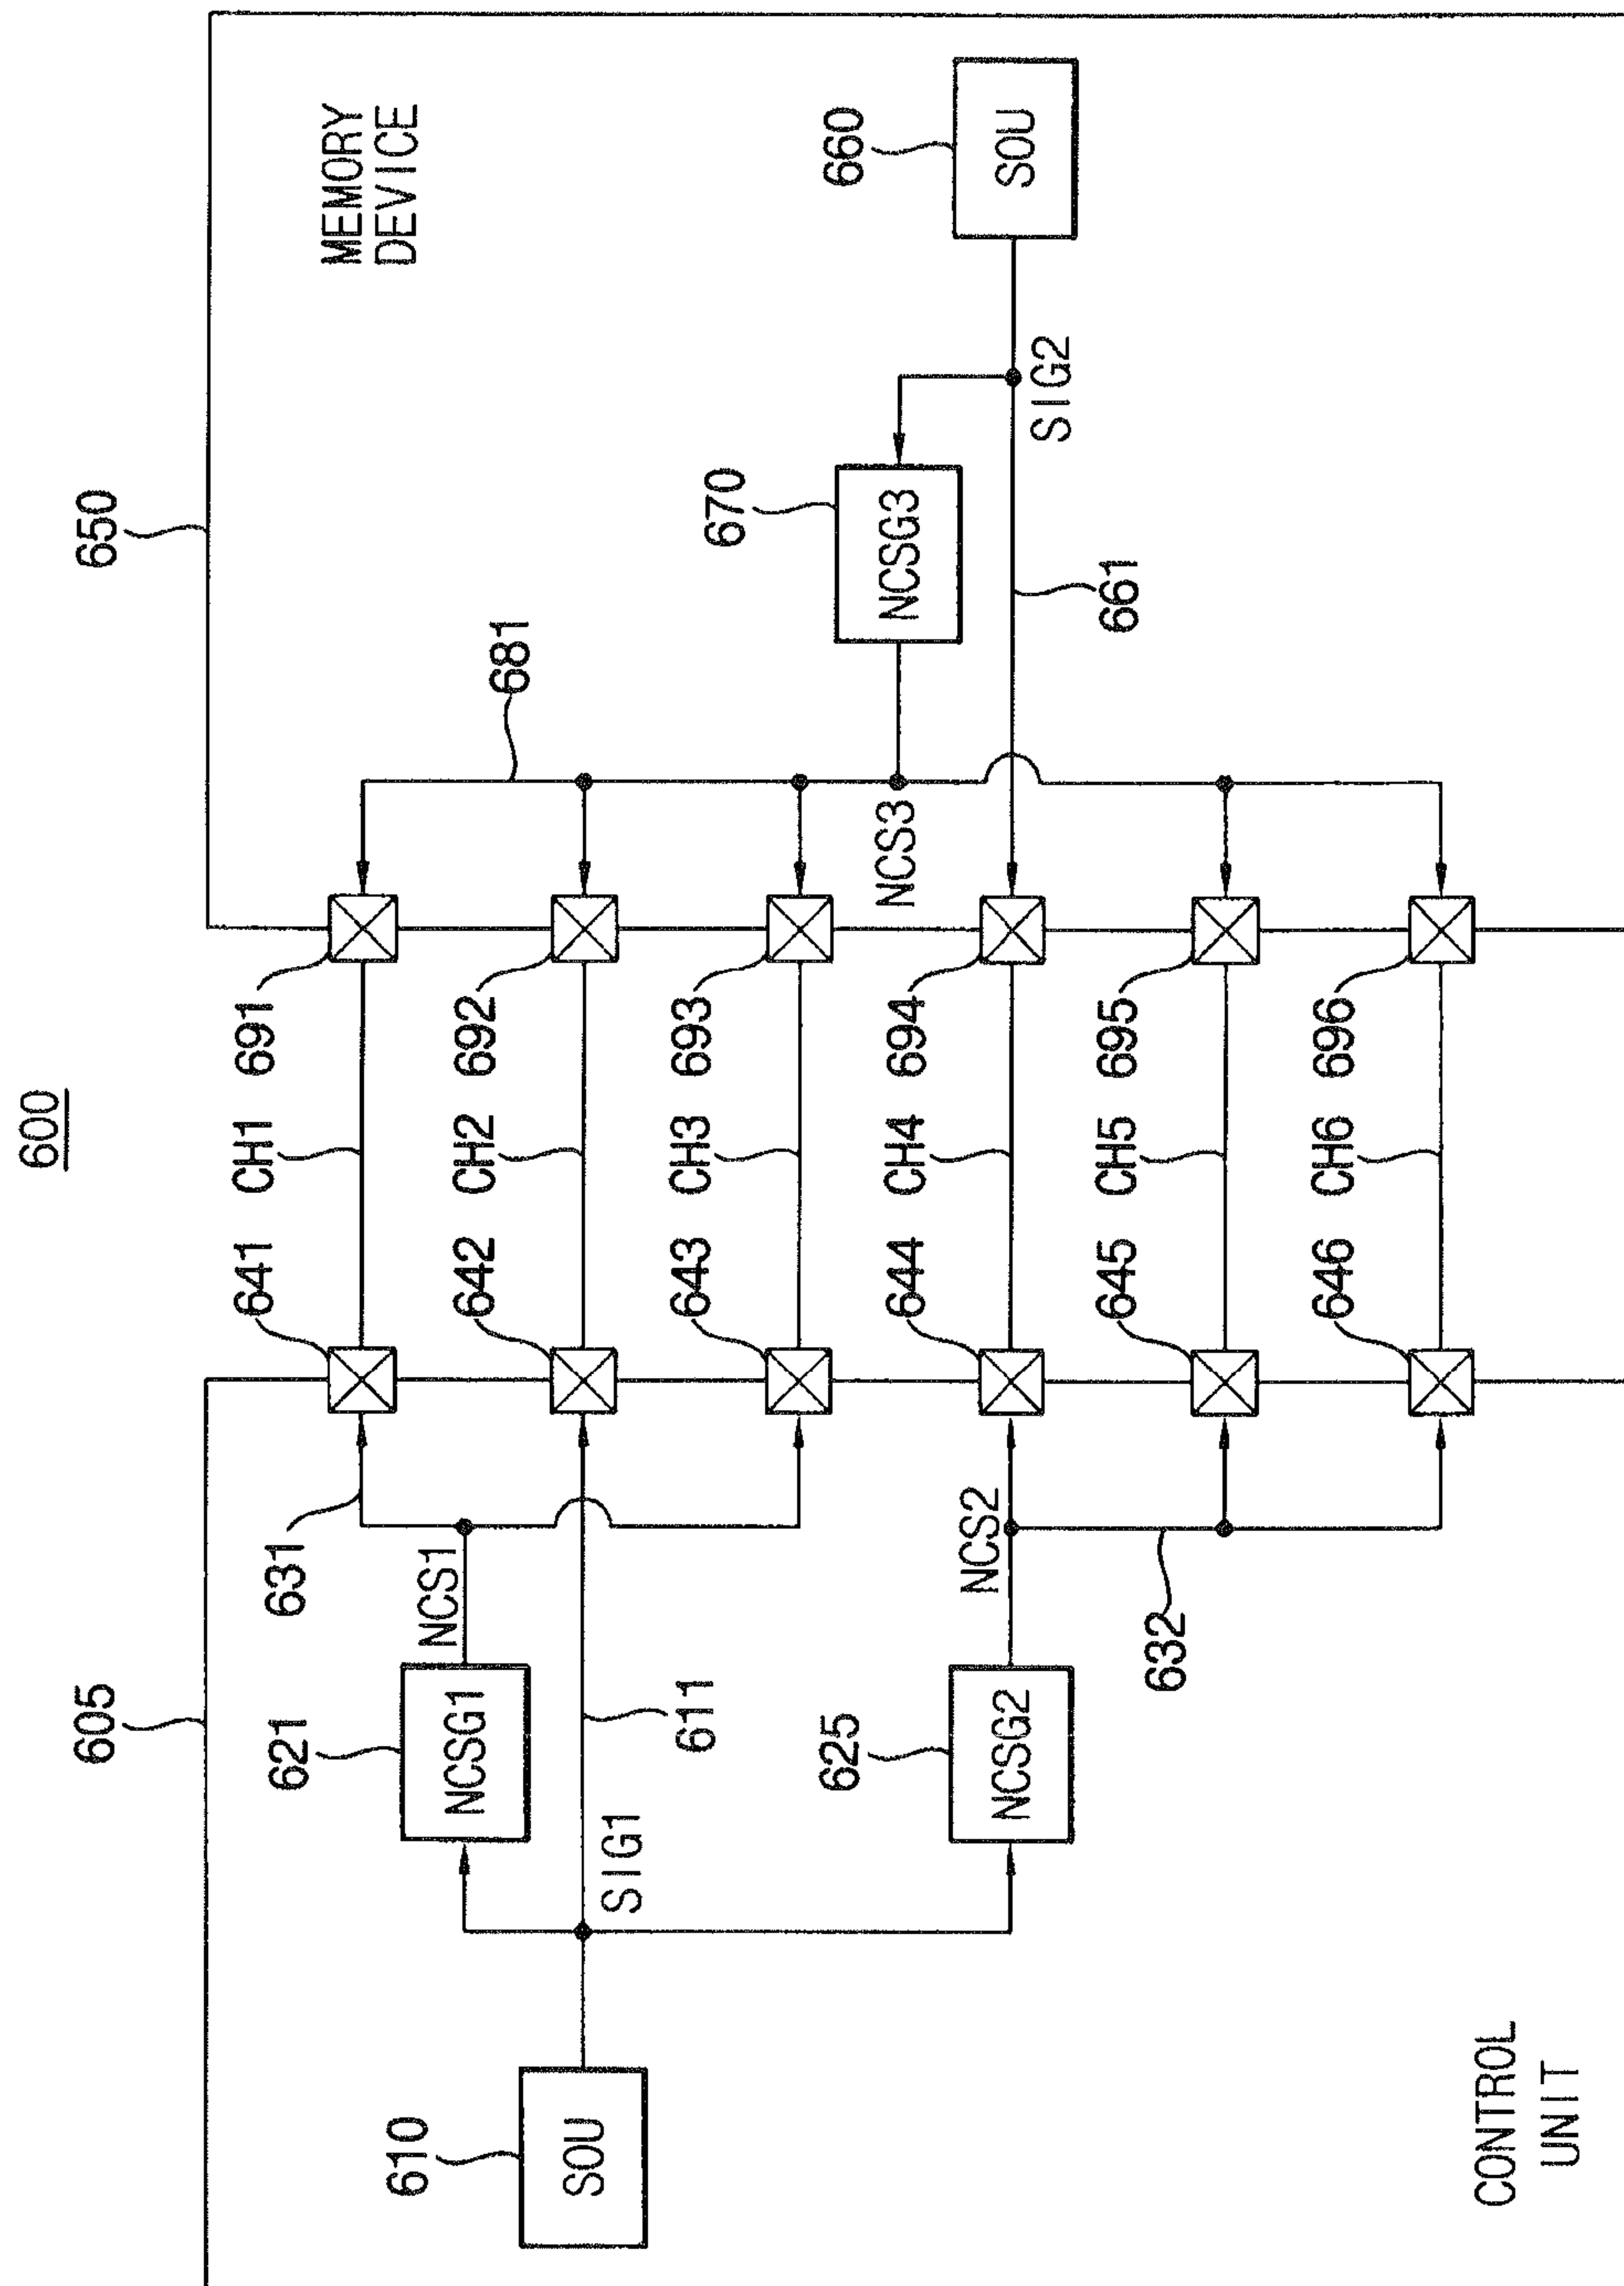 600
605
650
CONTROL
UNIT
MEMORY
DEVICE
610
SOU
SIG1
611
621
NCSG1
NCS1
631
625
NCSG2
NCS2
632
641
CH1
691
642
CH2
692
643
CH3
693
644
CH4
694
645
CH5
695
646
CH6
696
681
NCS3
670
NCSG3
661
SIG2
660
SOU